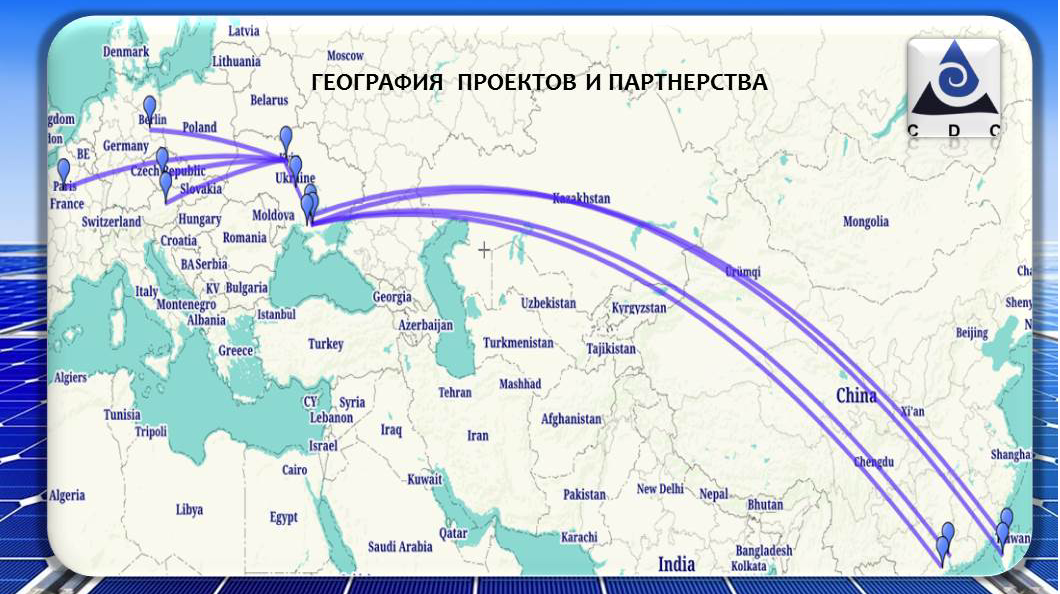 Latvia
Denmark
Moscow
Lithuania
ГЕОГРАФИЯ ПРОЕКТОВ И ПАРТНЕРСТВА
Belarus
Berlin
gdom
Poland
C D C
don
Germany
BE
Czech Republic
Ukraine
Paris
Slovakia
Kazakhstan
France
Switzerland
Hungary
Moldova
Mongolia
Croatia
Romania
BA Serbia
Ürümqi
Cha
Italy
KV
Bulgaria
Georgia
Montenegro
Uzbekistan
Kyrgyzstan
Sheny
Albania
Istanbul
Azerbaijan
N
Beijing
Greece
Turkey
Turkmenistan
Tajikistan
Algiers
Tehran
Mashhad
China
CY
Syria
Tunisia
Lebanon
Afghanistan
Xi'an
Tripoli
Iraq
Iran
Israel
Shangha
Chengdu
Cairo
Kuwait
Algeria
Pakistan
New Delhi
Nepal
Bhutan
Libya
Egypt
Qatar
Karachi
iwan
Saudi Arabia
Bangladesh
India
Kolkata